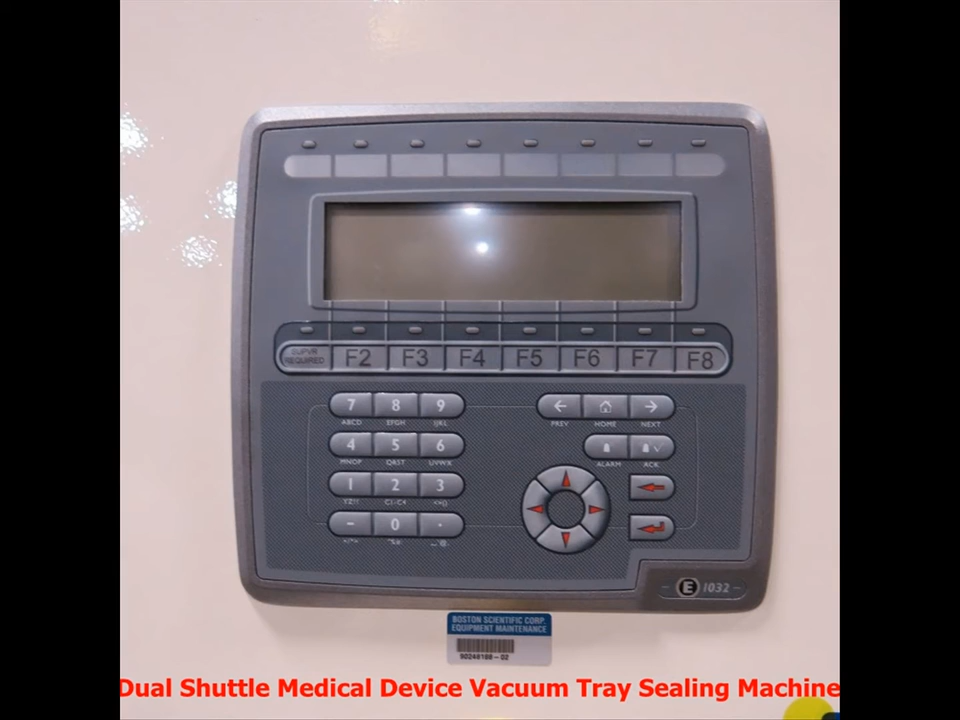 SUPVR
REQUIRED
F2 F3 F4 F5 F6 F7 F8
7 8 9
ABCD EFGH IJKL
PREV HOME NEXT
4 5 6
MNOP QRST UVWX
ALARM ACK
1 2 3
- 0 .
E 1032
BOSTON SCIENTIFIC CORP.
EQUIPMENT MAINTENANCE
Dual Shuttle Medical Device Vacuum Tray Sealing Machine